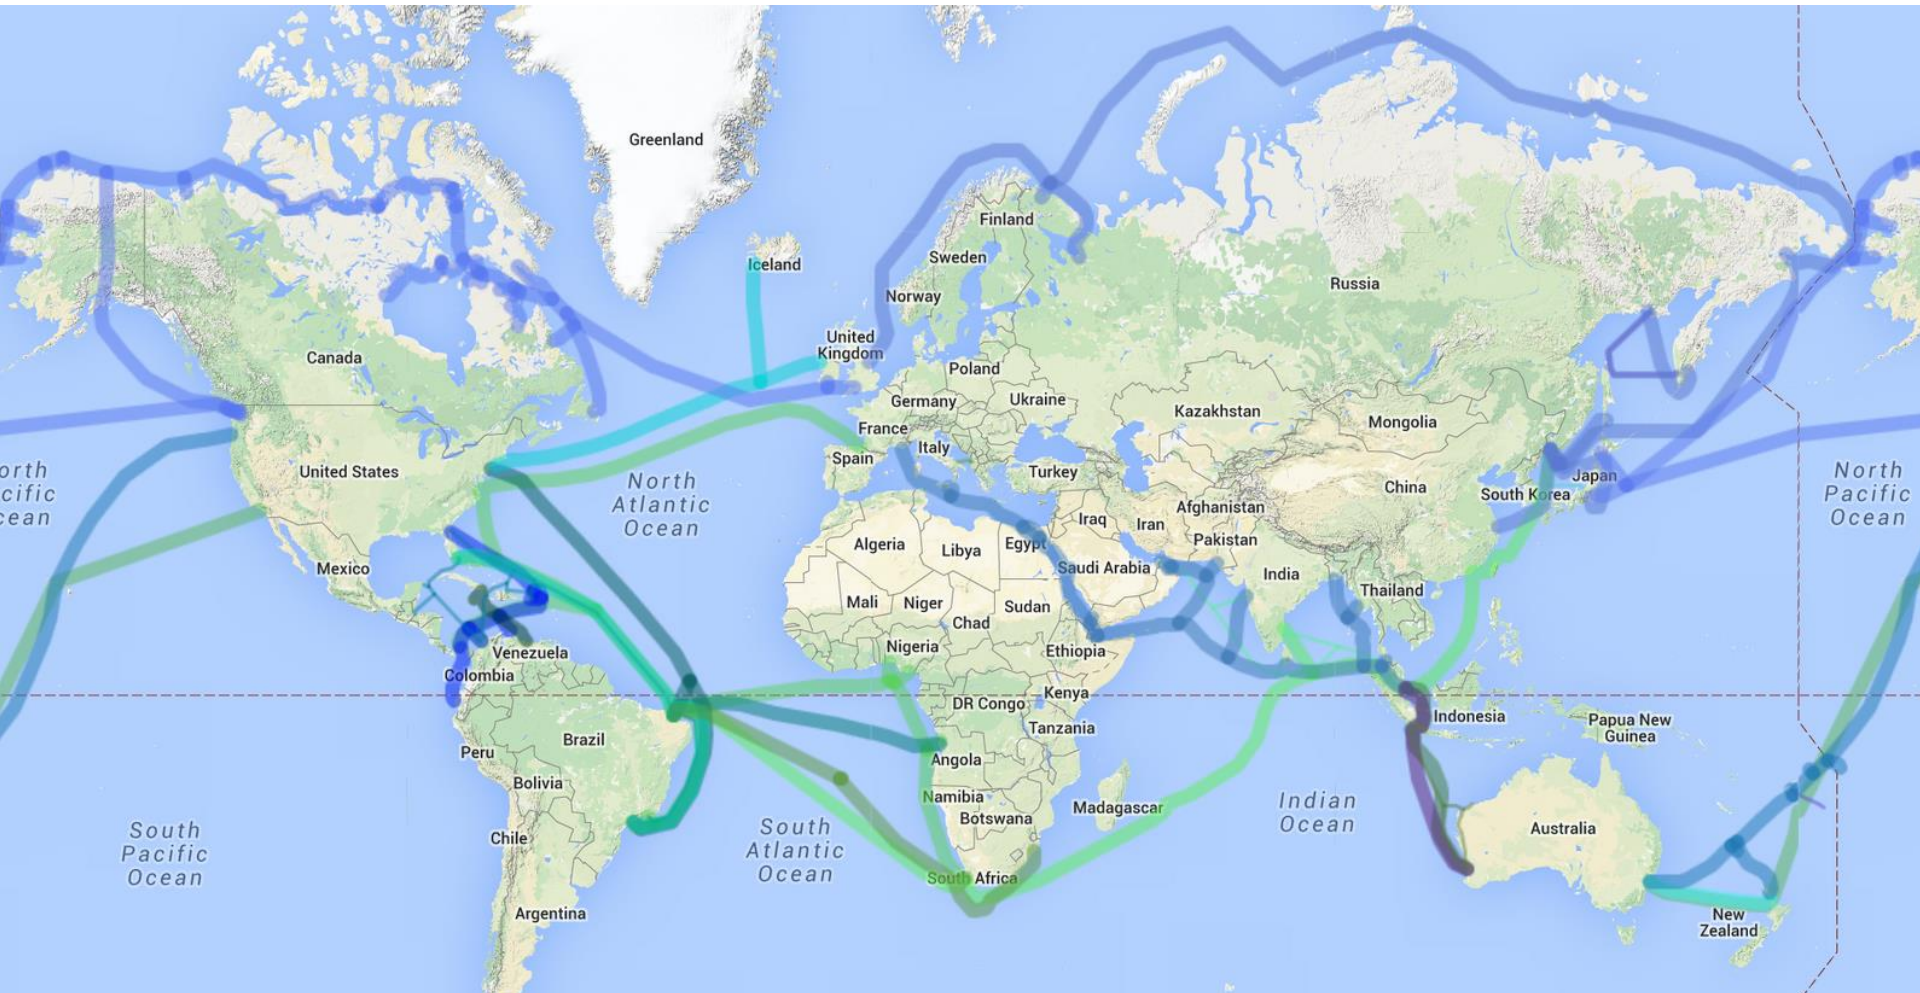 Greenland
Finland
Iceland
Sweden
Russia
Norway
United
Kingdom
Canada
Poland
Germany
Ukraine
Kazakhstan
Mongolia
France
Italy
Spain
Turkey
United States
orth
cific
cean
North
Atlantic
Ocean
Japan
South Korea
China
North
Pacific
Ocean
Afghanistan
Iraq
Iran
Pakistan
Algeria
Libya
Egypt
Mexico
Saudi Arabia
India
Thailand
Mali
Niger
Sudan
Chad
Nigeria
Ethiopia
Venezuela
Colombia
Kenya
DR Congo
Tanzania
Indonesia
Papua New
Guinea
Peru
Brazil
Angola
Bolivia
Namibia
Madagascar
Botswana
Indian
Ocean
Chile
Australia
South
Pacific
Ocean
South
Atlantic
Ocean
South Africa
Argentina
New
Zealand